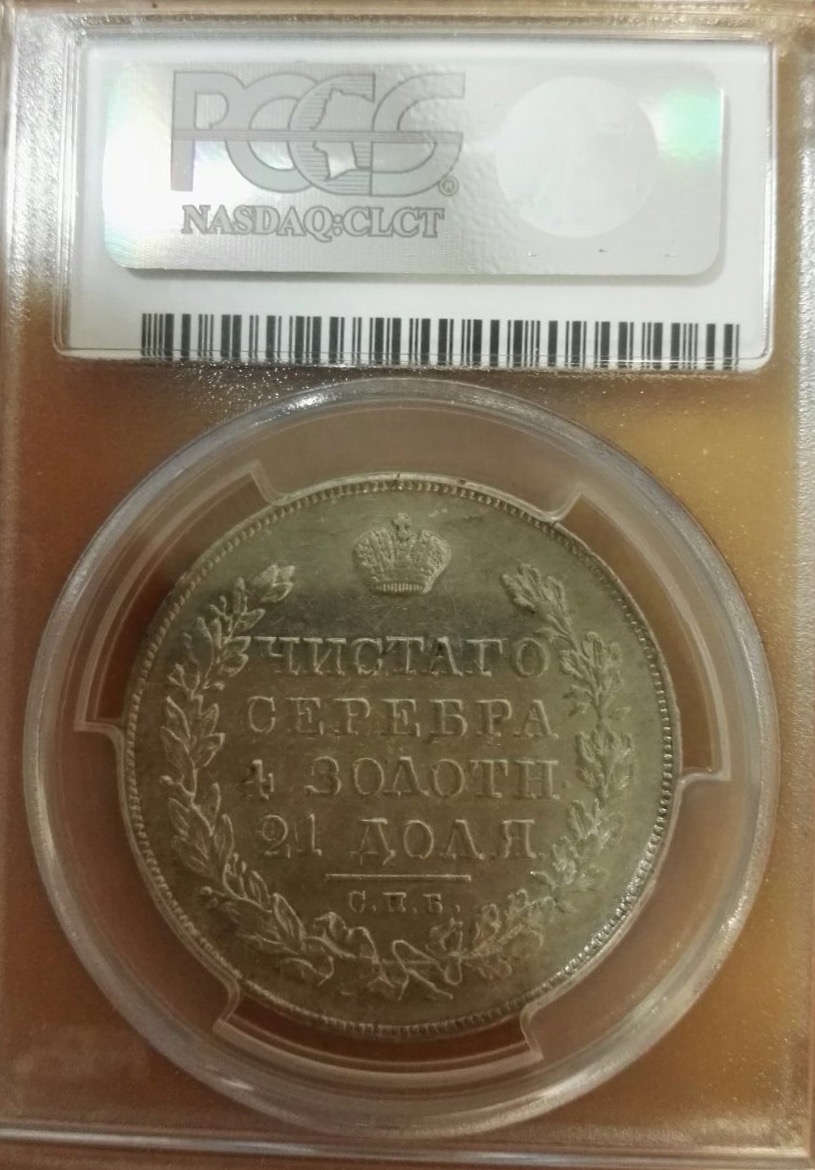 PCGS®
NASDAQ:CLCT
ЧИСТАГО
СЕРЕБРА
4 ЗОЛОТН.
21 ДОЛЯ
С.П.Б.